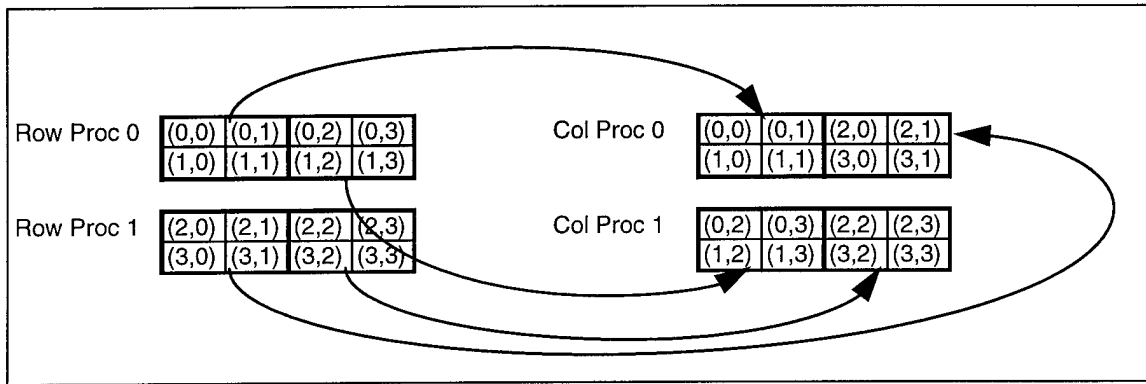 Row Proc 0 (0,0) (0,1) (0,2) (0,3) Col Proc 0 (0,0) (0,1) (2,0) (2,1)
(1,0) (1,1) (1,2) (1,3) (1,0) (1,1) (3,0) (3,1)
Row Proc 1 (2,0) (2,1) (2,2) (2,3) Col Proc 1 (0,2) (0,3) (2,2) (2,3)
(3,0) (3,1) (3,2) (3,3) (1,2) (1,3) (3,2) (3,3)